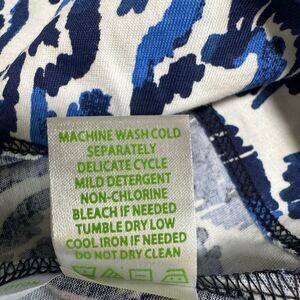 MACHINE WASH COLD
SEPARATELY
DELICATE CYCLE
MILD DETERGENT
NON-CHLORINE
BLEACH IF NEEDED
TUMBLE DRY LOW
COOL IRON IF NEEDED
DO NOT DRY CLEAN